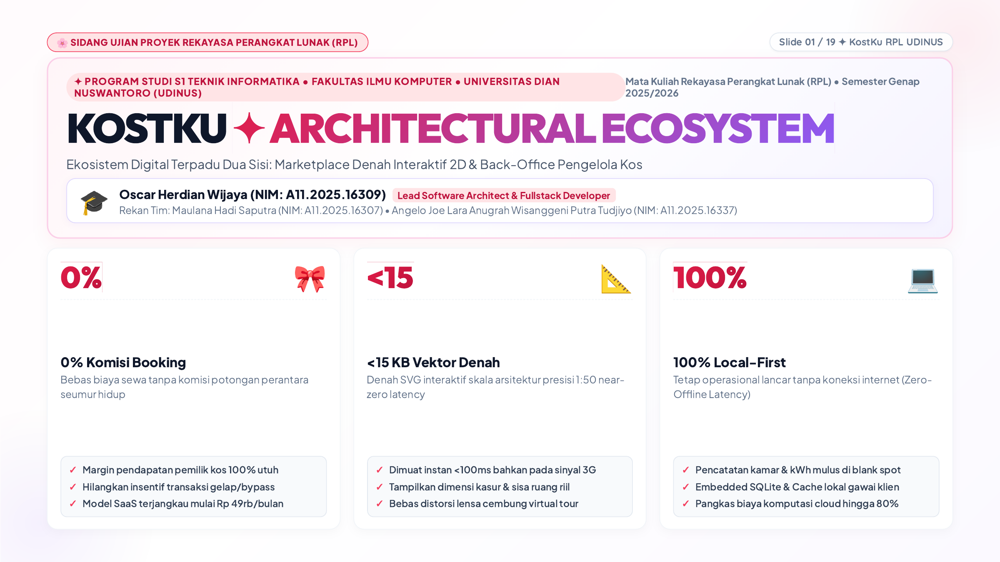 🌸 SIDANG UJIAN PROYEK REKAYASA PERANGKAT LUNAK (RPL)
Slide 01 / 19 ✦ KostKu RPL UDINUS
✦ PROGRAM STUDI S1 TEKNIK INFORMATIKA ● FAKULTAS ILMU KOMPUTER ● UNIVERSITAS DIAN
NUSWANTORO (UDINUS)
Mata Kuliah Rekayasa Perangkat Lunak (RPL) ● Semester Genap
2025/2026
KOSTKU ✦ ARCHITECTURAL ECOSYSTEM
Ekosistem Digital Terpadu Dua Sisi: Marketplace Denah Interaktif 2D & Back-Office Pengelola Kos
Oscar Herdian Wijaya (NIM: A11.2025.16309)
Lead Software Architect & Fullstack Developer
Rekan Tim: Maulana Hadi Saputra (NIM: A11.2025.16307) • Angelo Joe Lara Anugrah Wisanggeni Putra Tudjiyo (NIM: A11.2025.16337)
0%
0% Komisi Booking
Bebas biaya sewa tanpa komisi potongan perantara
seumur hidup
✓ Margin pendapatan pemilik kos 100% utuh
✓ Hilangkan insentif transaksi gelap/bypass
✓ Model SaaS terjangkau mulai Rp 49rb/bulan
<15
<15 KB Vektor Denah
Denah SVG interaktif skala arsitektur presisi 1:50 near-
zero latency
✓ Dimuat instan <100ms bahkan pada sinyal 3G
✓ Tampilkan dimensi kasur & sisa ruang riil
✓ Bebas distorsi lensa cembung virtual tour
100%
100% Local-First
Tetap operasional lancar tanpa koneksi internet (Zero-
Offline Latency)
✓ Pencatatan kamar & kWh mulus di blank spot
✓ Embedded SQLite & Cache lokal gawai klien
✓ Pangkas biaya komputasi cloud hingga 80%